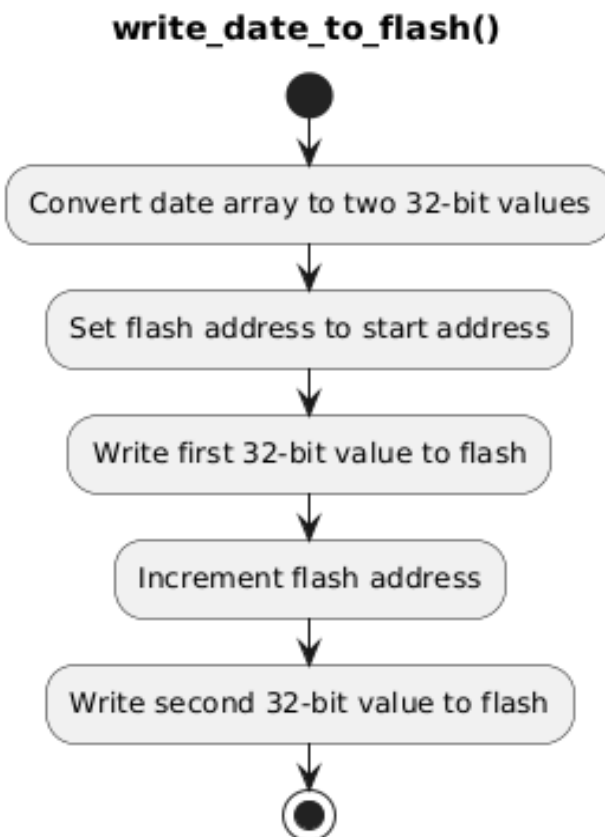 write_date_to_flash()
Convert date array to two 32-bit values
Set flash address to start address
Write first 32-bit value to flash
Increment flash address
Write second 32-bit value to flash